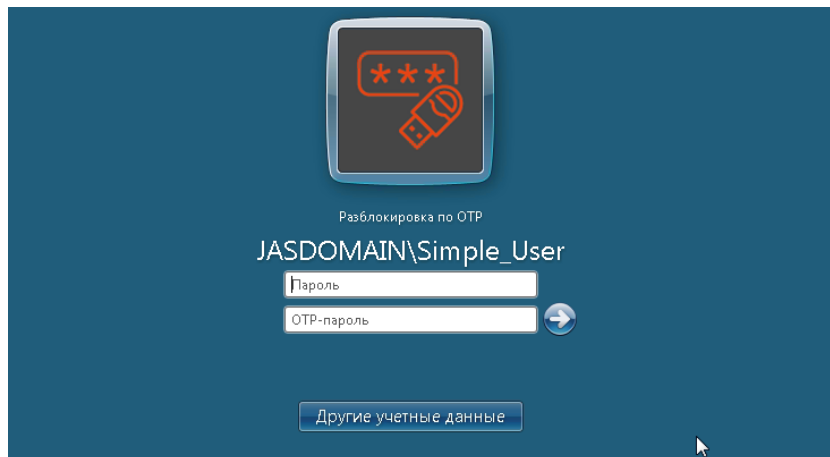 ***
Разблокировка по OTP
JASDOMAIN\Simple_User
Пароль
OTP-пароль
Другие учетные данные